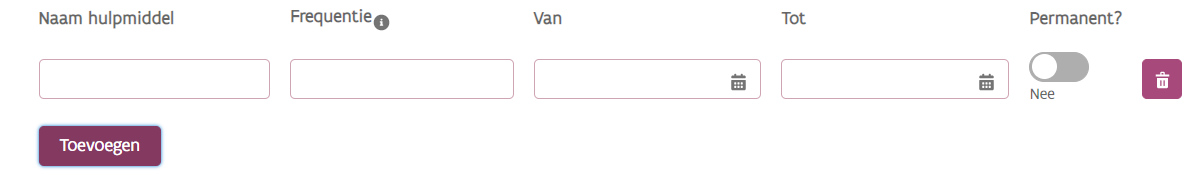 Naam hulpmiddel Frequentie Van Tot Permanent?
Nee
Toevoegen